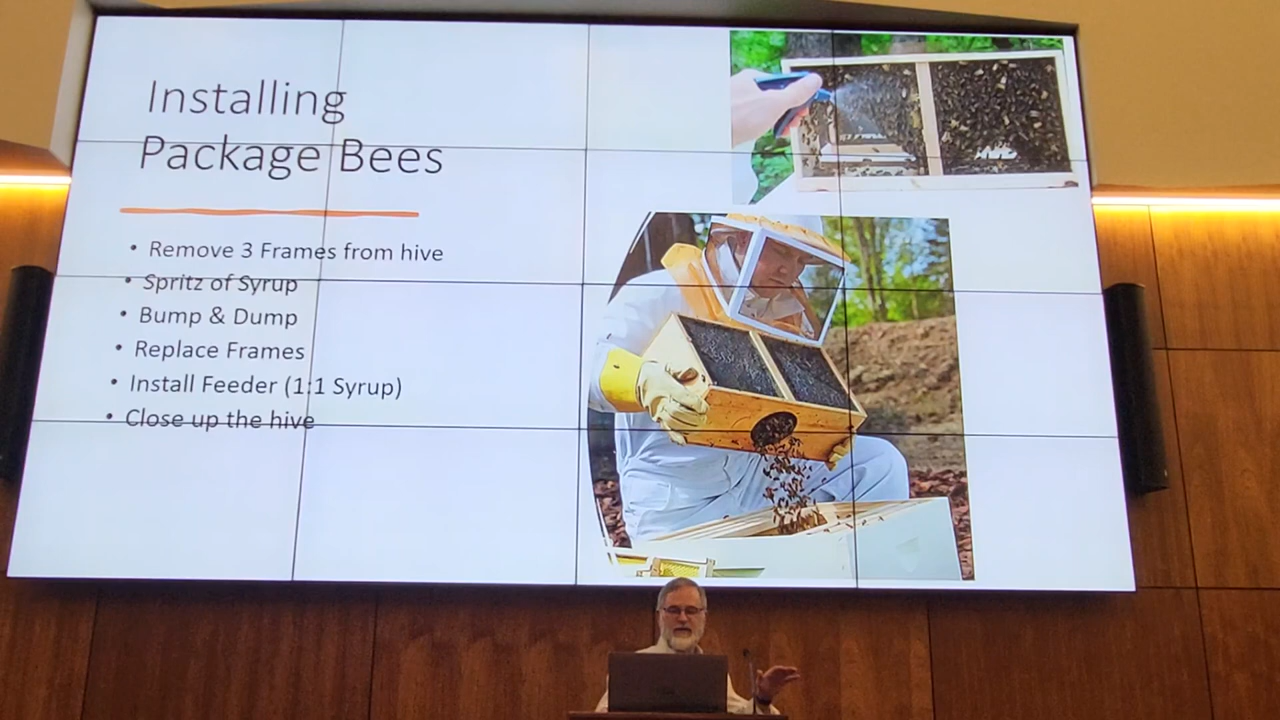 Installing
Package Bees
• Remove 3 Frames from hive
• Spritz of Syrup
• Bump & Dump
• Replace Frames
• Install Feeder (1:1 Syrup)
• Close up the hive